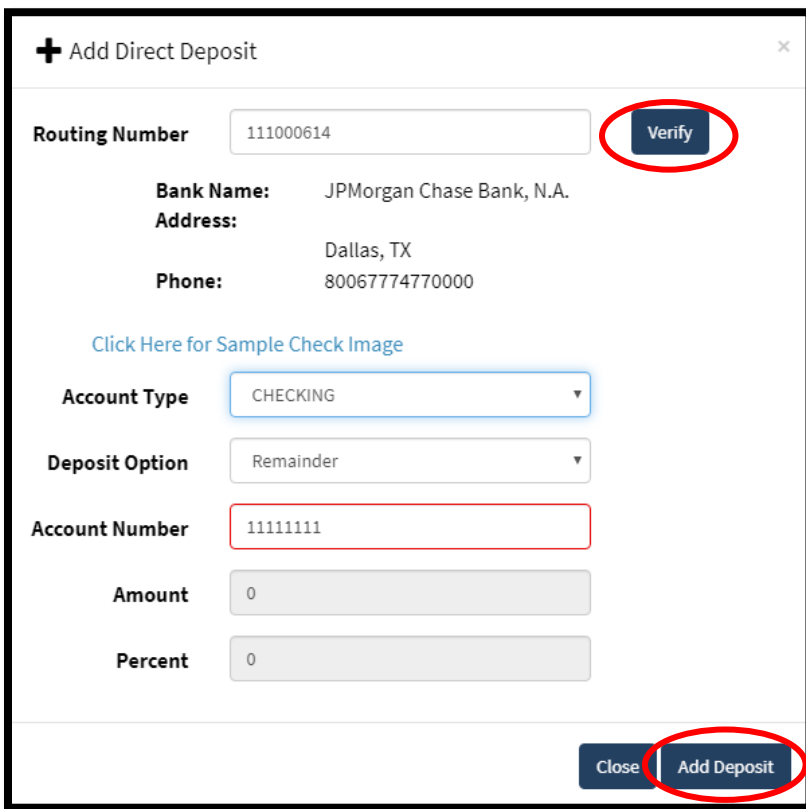 Add Direct Deposit ×
Routing Number 111000614 Verify
Bank Name: JPMorgan Chase Bank, N.A.
Address:
Dallas, TX
Phone: 80067774770000
Click Here for Sample Check Image
Account Type CHECKING
Deposit Option Remainder
Account Number 11111111
Amount 0
Percent 0
Close Add Deposit